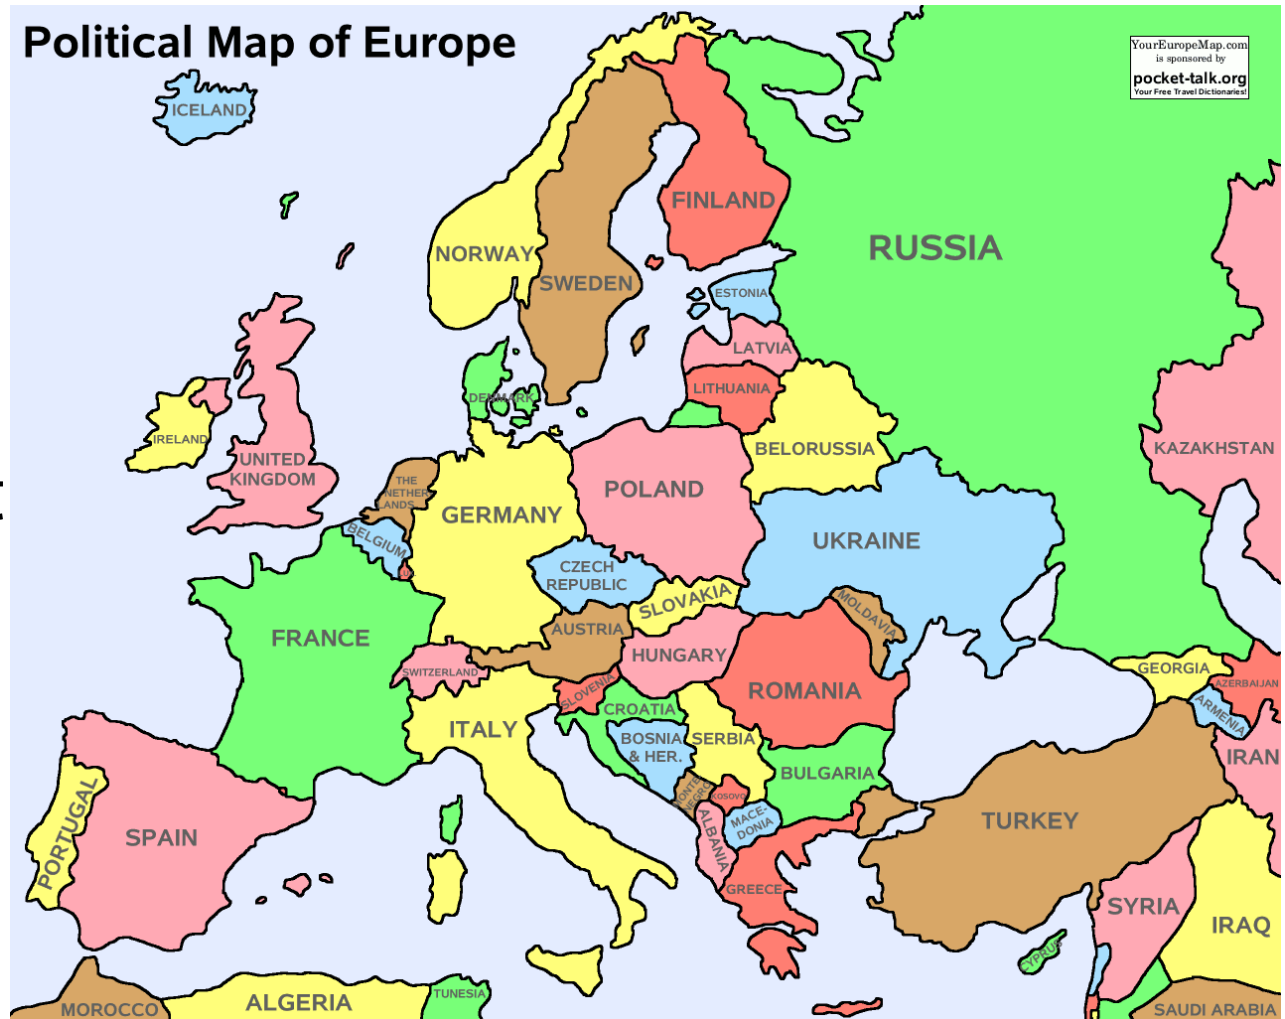 Political Map of Europe
YourEuropeMap.com
is sponsored by
pocket-talk.org
Your Free Travel Dictionaries!
ICELAND
FINLAND
NORWAY
SWEDEN
RUSSIA
ESTONIA
LATVIA
LITHUANIA
DENMARK
IRELAND
UNITED
KINGDOM
BELORUSSIA
KAZAKHSTAN
THE
NETHER
LANDS
POLAND
GERMANY
BELGIUM
UKRAINE
CZECH
REPUBLIC
SLOVAKIA
MOLDAVIA
FRANCE
AUSTRIA
HUNGARY
SWITZERLAND
SLOVENIA
ROMANIA
GEORGIA
AZERBAIJAN
ARMENIA
CROATIA
ITALY
BOSNIA
& HER.
SERBIA
IRAN
BULGARIA
MONTE
NEGRO
KOSOVO
PORTUGAL
SPAIN
ALBANIA
MACE-
DONIA
TURKEY
GREECE
SYRIA
IRAQ
CYPRUS
MOROCCO
ALGERIA
TUNESIA
SAUDI ARABIA